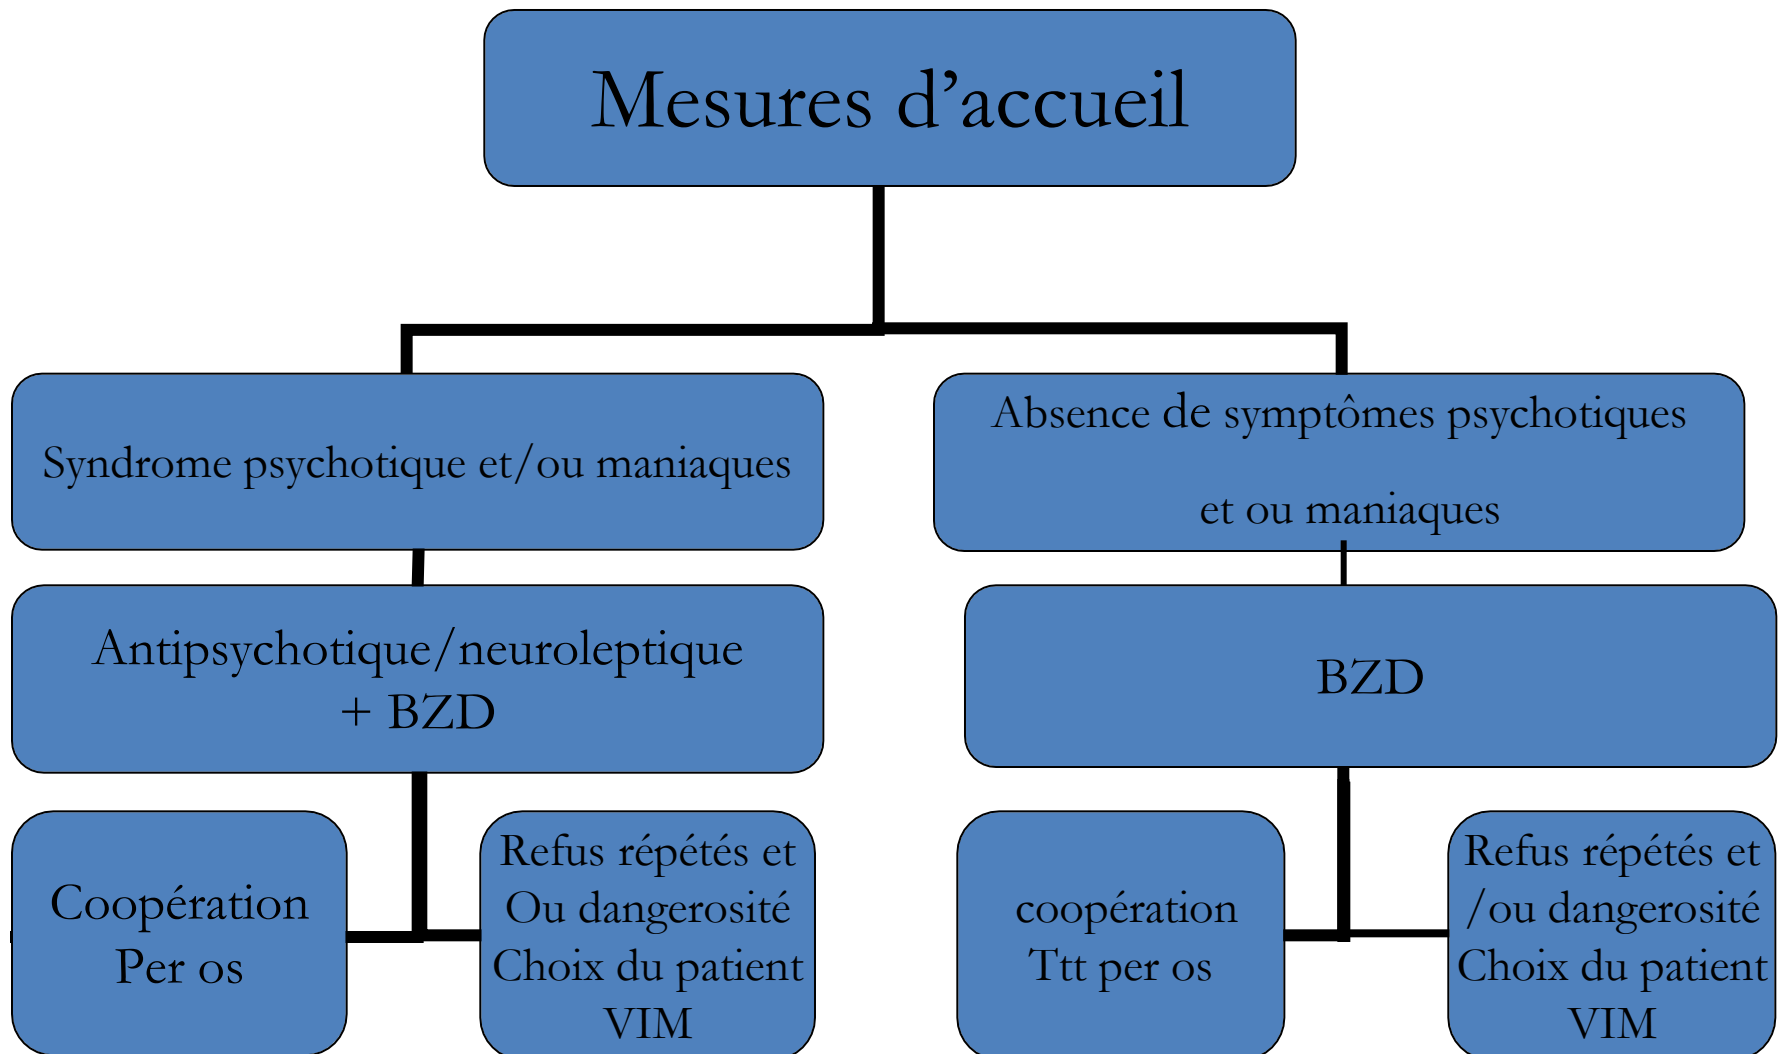 Mesures d’accueil
Syndrome psychotique et/ou maniaques
Absence de symptômes psychotiques
et ou maniaques
Antipsychotique/neuroleptique
+ BZD
BZD
Coopération
Per os
Refus répétés et
Ou dangerosité
Choix du patient
VIM
coopération
Ttt per os
Refus répétés et
/ou dangerosité
Choix du patient
VIM